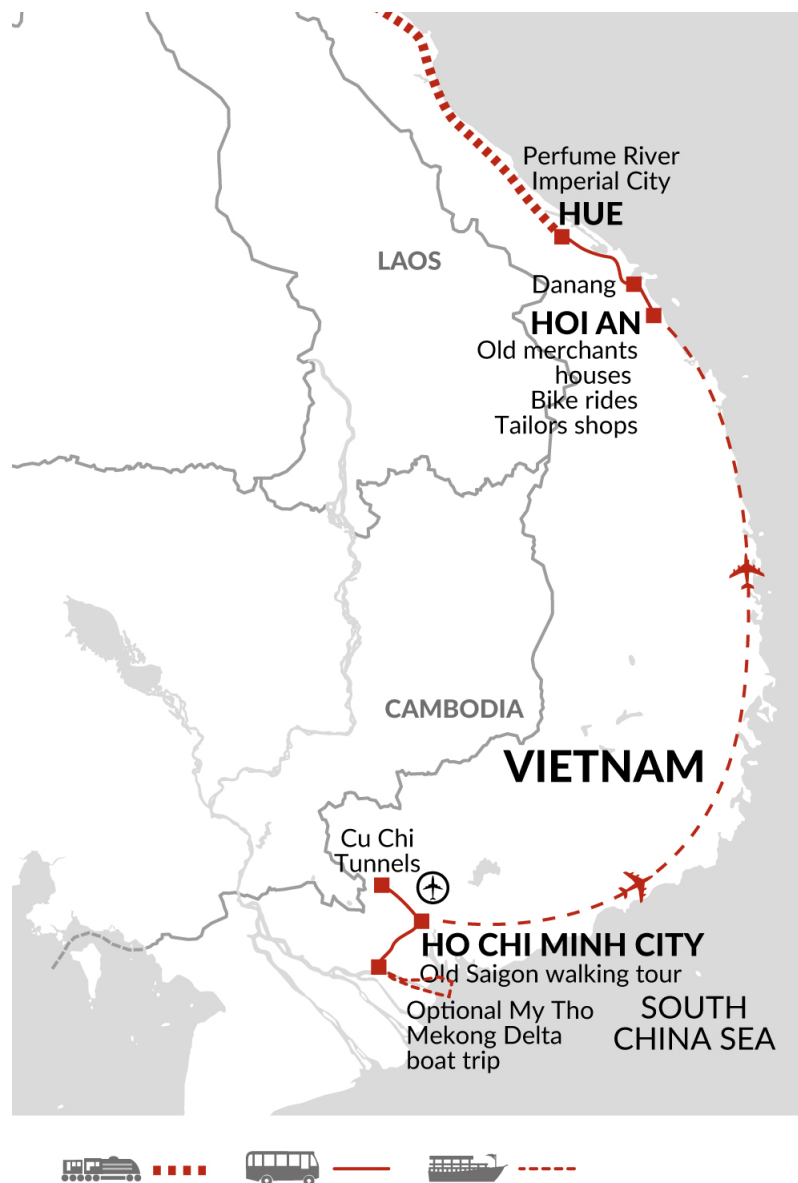 Perfume River
Imperial City
HUE
LAOS
Danang
HOI AN
Old merchants
houses
Bike rides
Tailors shops
CAMBODIA
VIETNAM
Cu Chi
Tunnels
HO CHI MINH CITY
Old Saigon walking tour
Optional My Tho
Mekong Delta
boat trip
SOUTH
CHINA SEA